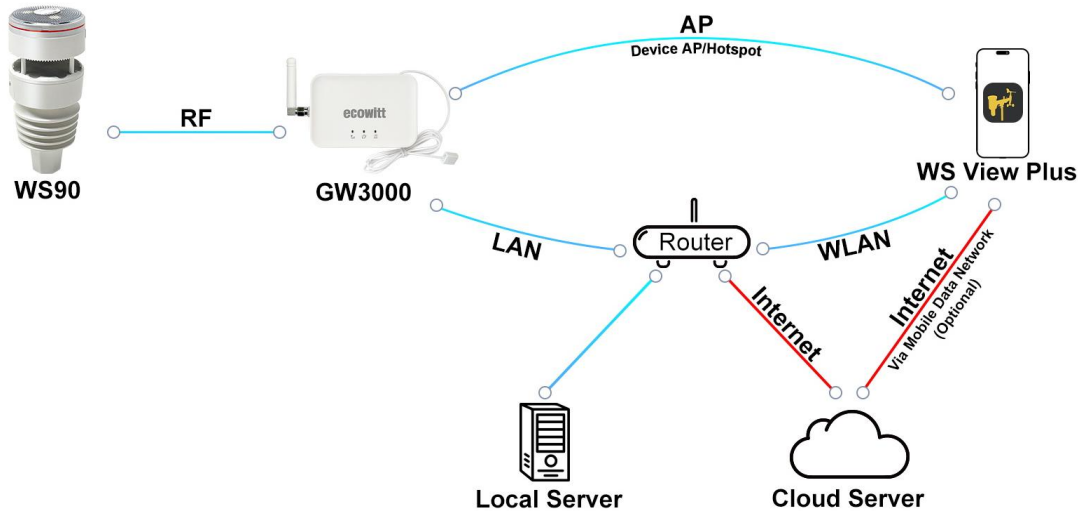 AP
Device AP/Hotspot
RF
ecowitt
WS90
GW3000
WS View Plus
LAN
Router
WLAN
Internet
Internet
Via Mobile Data Network
(Optional)
Local Server
Cloud Server